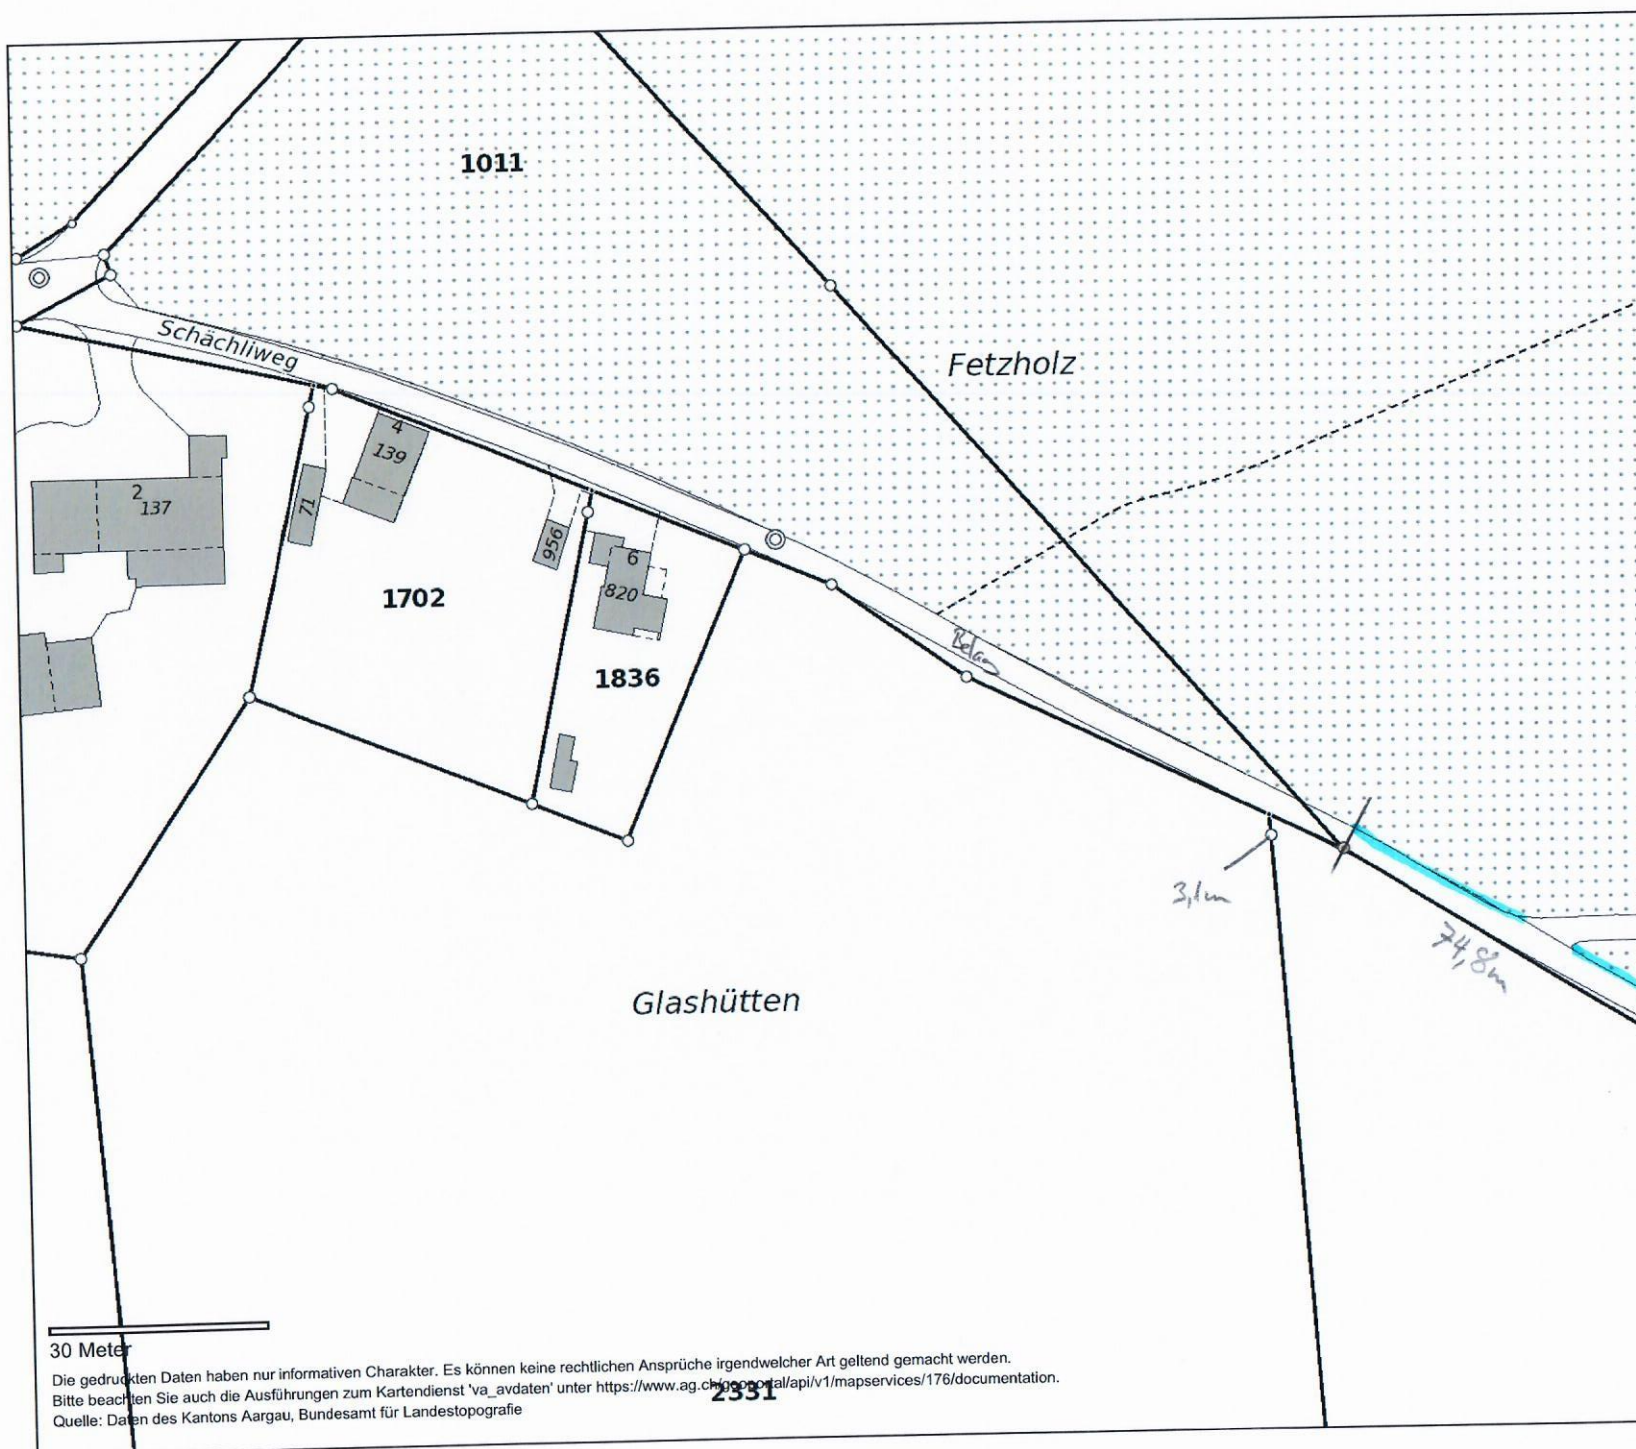 1011
Fetzholz
Schächliweg
4
139
2
137
71
956
6
820
1702
1836
Belag
3,1m
74,8m
Glashütten
30 Meter
Die gedruckten Daten haben nur informativen Charakter. Es können keine rechtlichen Ansprüche irgendwelcher Art geltend gemacht werden.
Bitte beachten Sie auch die Ausführungen zum Kartendienst 'va_avdaten' unter https://www.ag.ch/geoportal/api/v1/mapservices/176/documentation.
2331
Quelle: Daten des Kantons Aargau, Bundesamt für Landestopografie